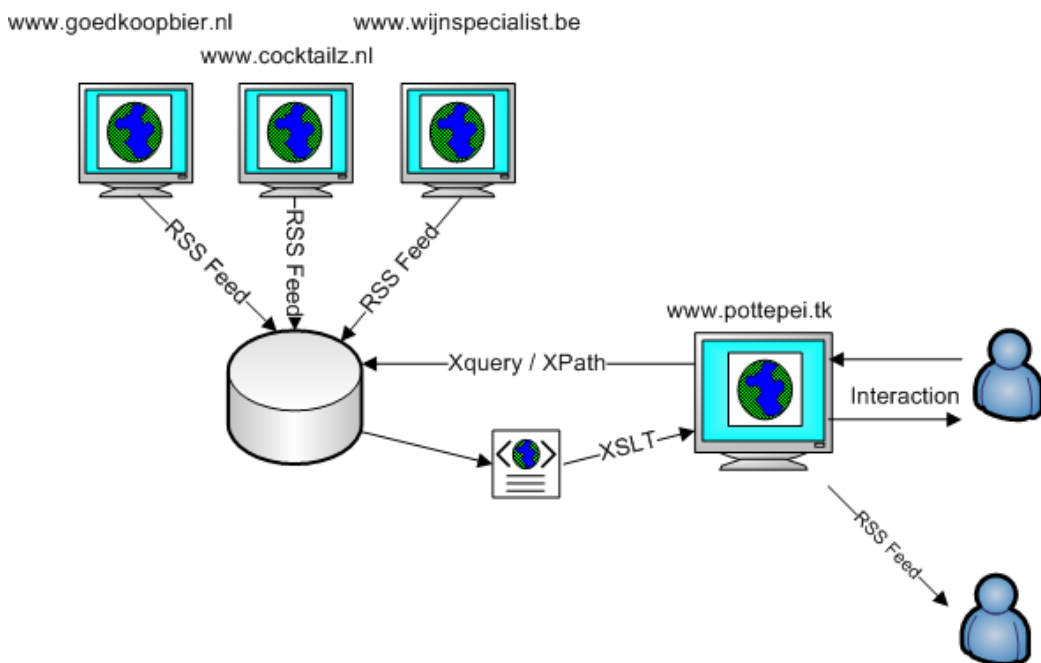 www.goedkoopbier.nl
www.wijnspecialist.be
www.cocktailz.nl
RSS Feed
RSS Feed
RSS Feed
www.pottepei.tk
Xquery / XPath
Interaction
XSLT
RSS Feed